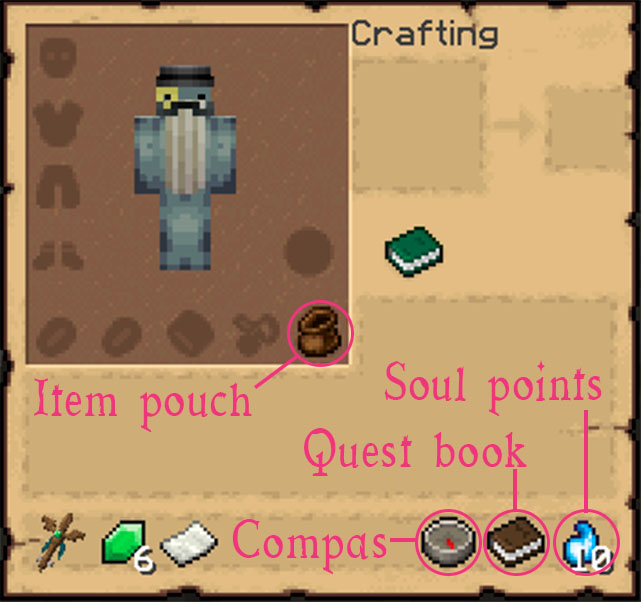 Crafting
Item pouch
Soul points
Quest book
6
Compas
10